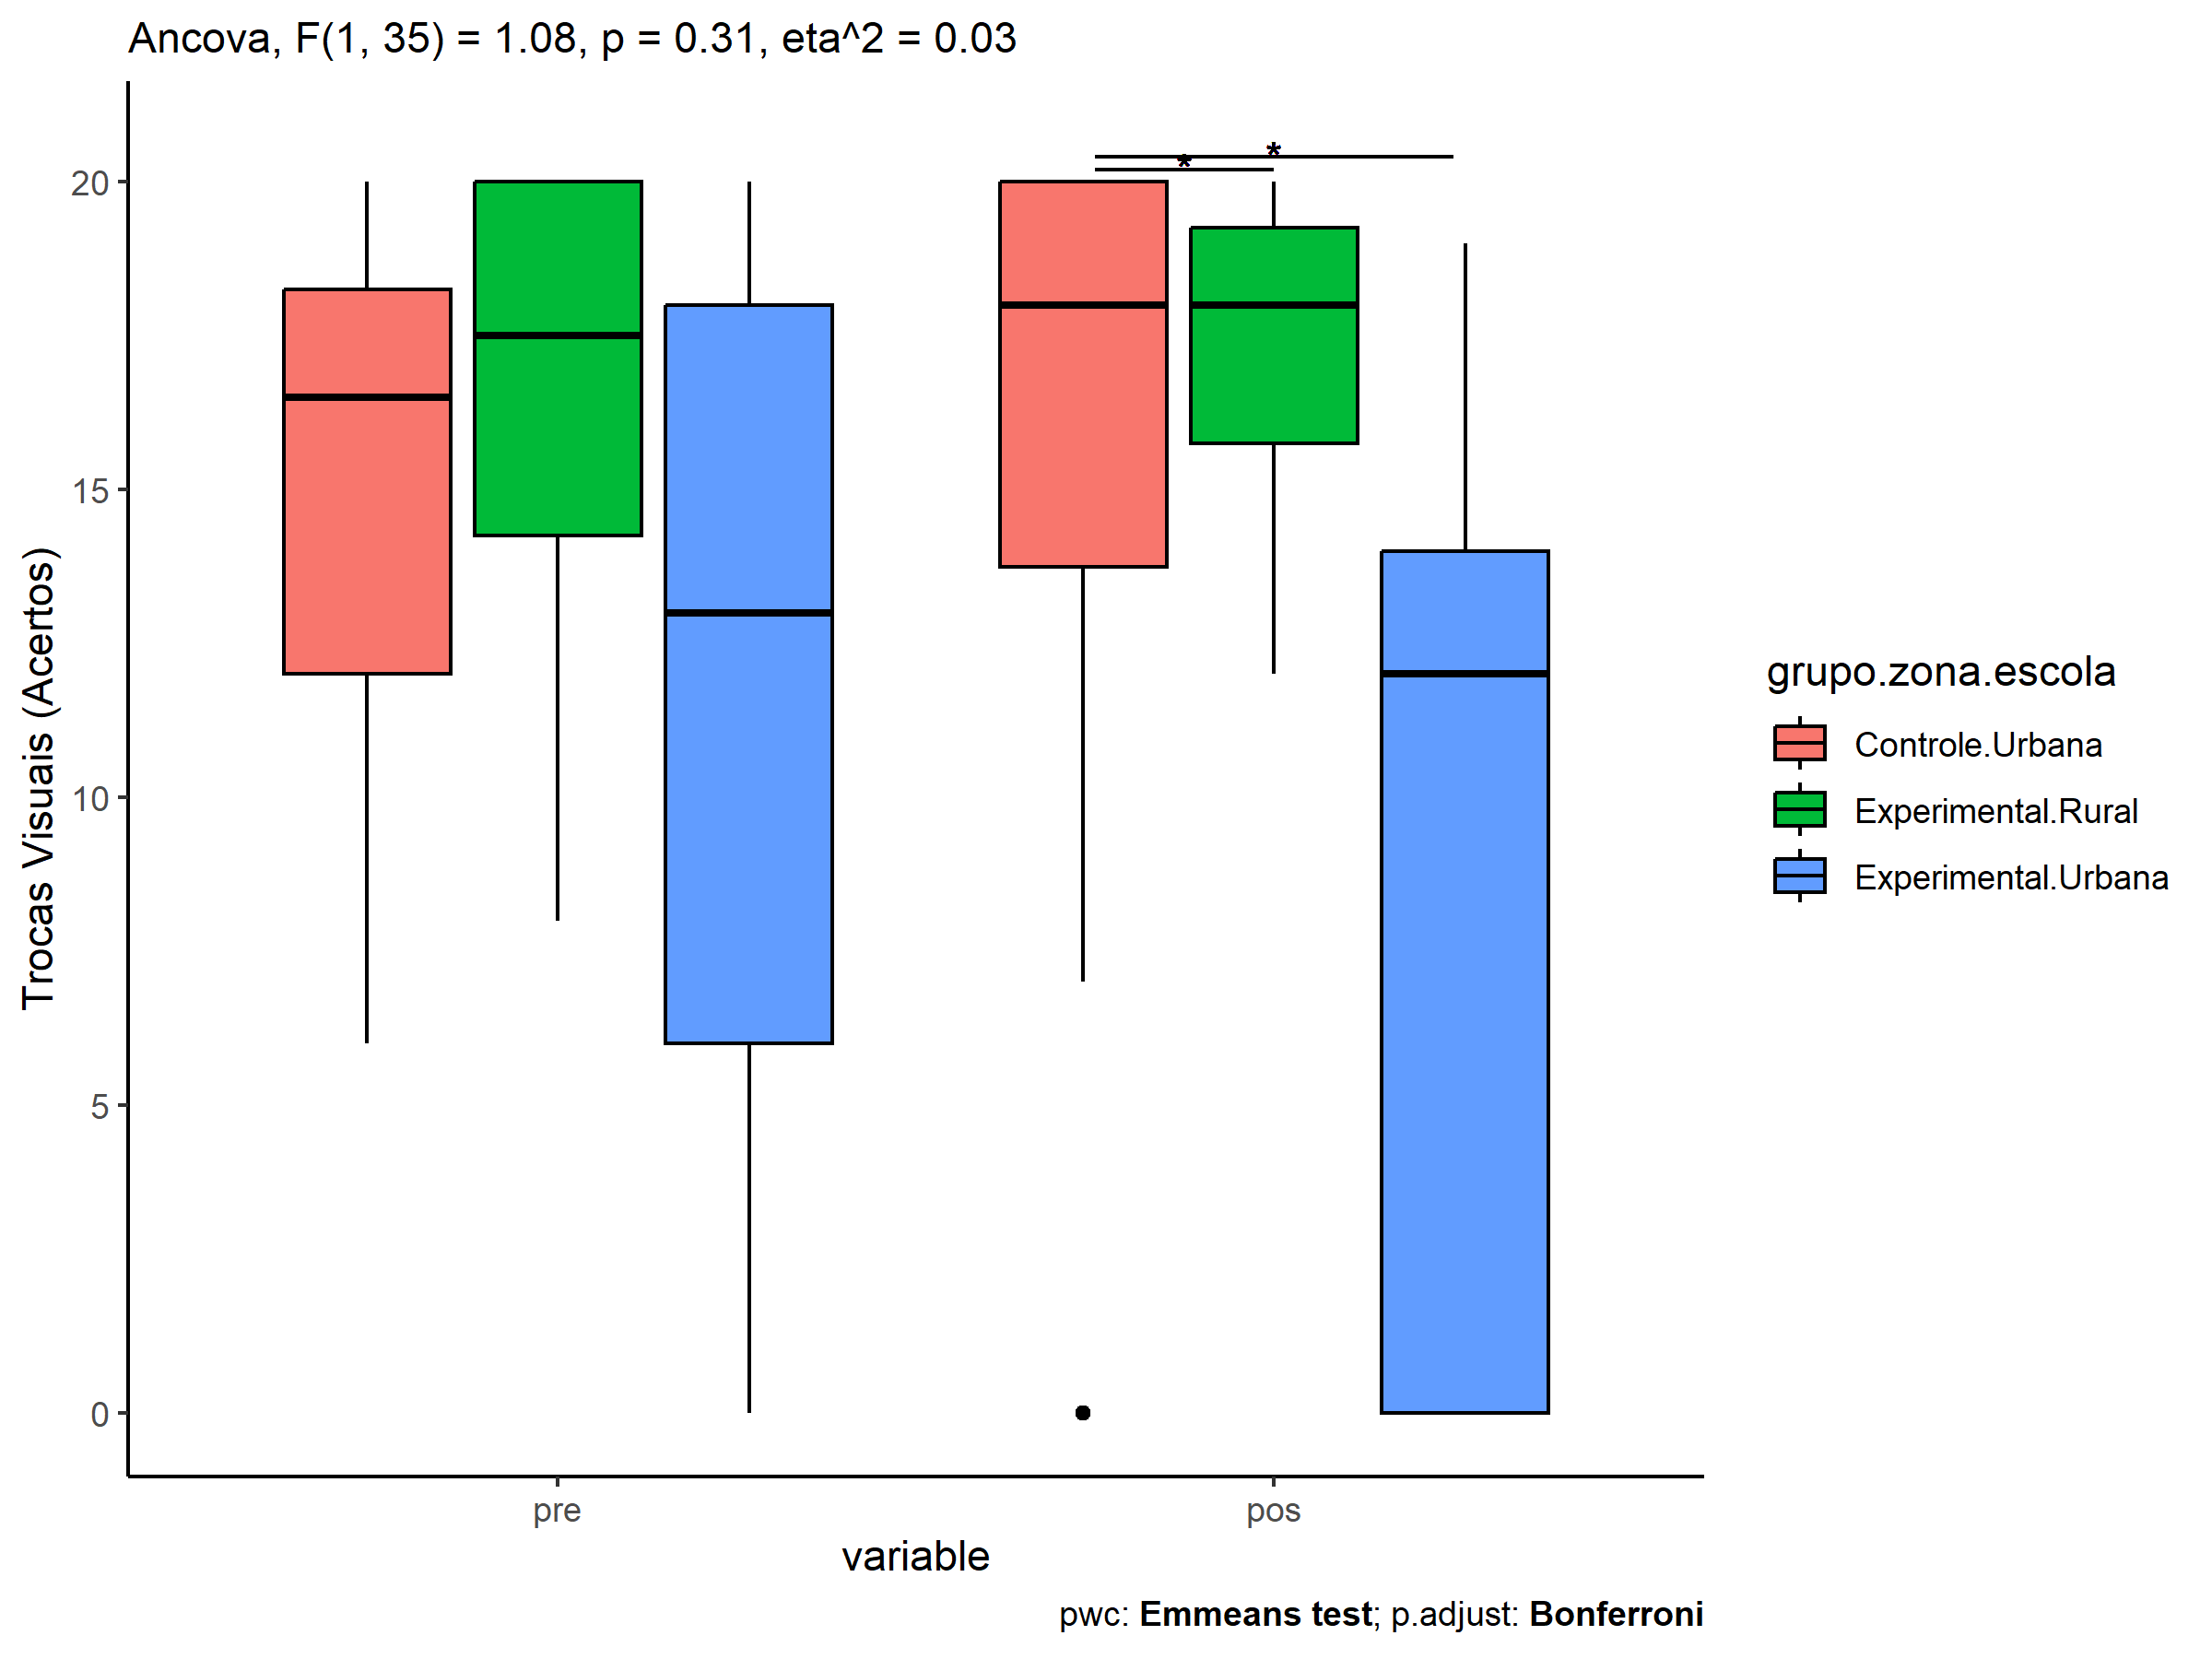 Ancova, F(1, 35) = 1.08, p = 0.31, eta^2 = 0.03
Trocas Visuais (Acertos)
20
15
10
5
0
*
*
pre
pos
variable
grupo.zona.escola
Controle.Urbana
Experimental.Rural
Experimental.Urbana
pwc: Emmeans test; p.adjust: Bonferroni